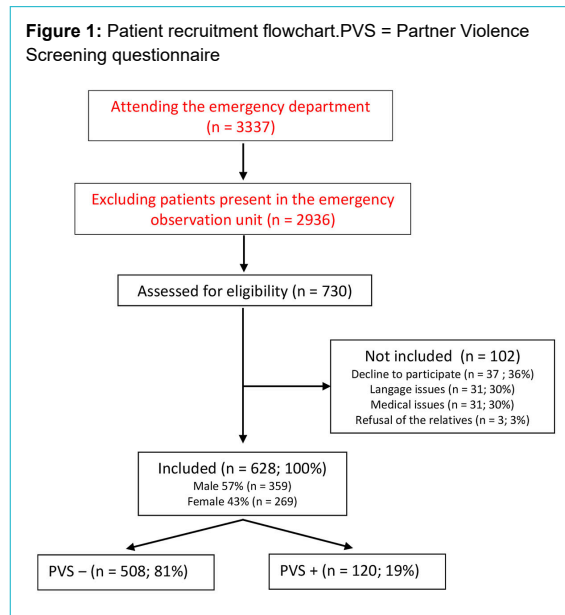 Figure 1: Patient recruitment flowchart.PVS = Partner Violence
Screening questionnaire
Attending the emergency department
(n = 3337)
Excluding patients present in the emergency
observation unit (n = 2936)
Assessed for eligibility (n = 730)
Not included (n = 102)
Decline to participate (n = 37 ; 36%)
Langage issues (n = 31; 30%)
Medical issues (n = 31; 30%)
Refusal of the relatives (n = 3; 3%)
Included (n = 628; 100%)
Male 57% (n = 359)
Female 43% (n = 269)
PVS – (n = 508; 81%)
PVS + (n = 120; 19%)